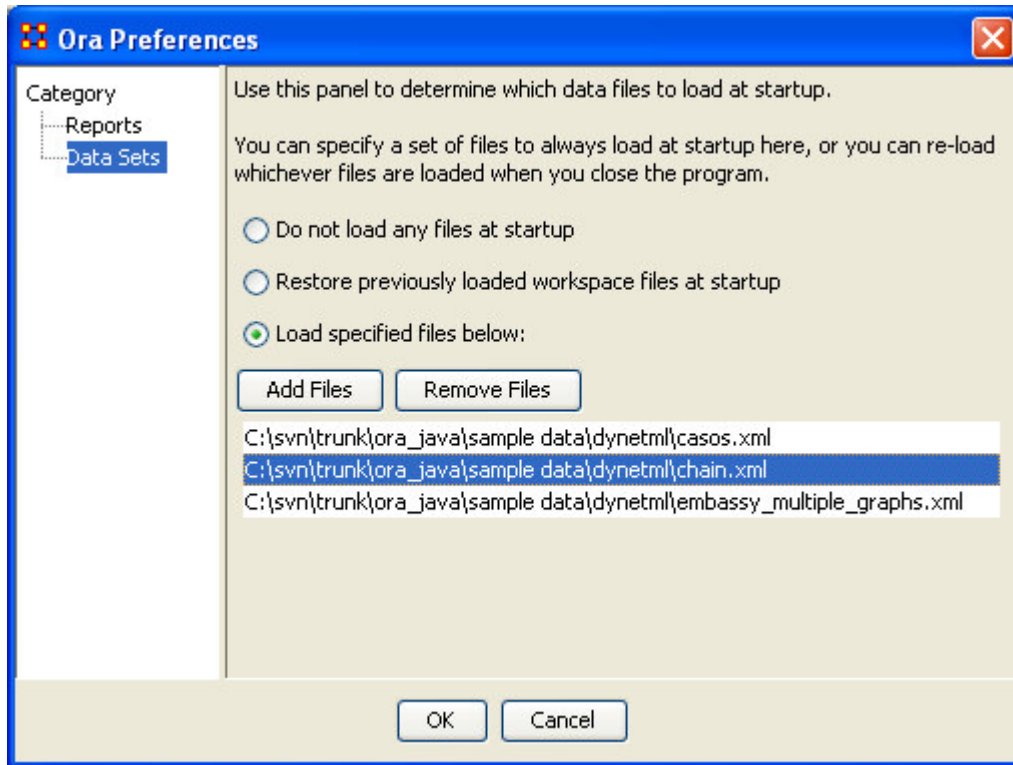 Ora Preferences
Category
Reports
Data Sets
Use this panel to determine which data files to load at startup.
You can specify a set of files to always load at startup here, or you can re-load
whichever files are loaded when you close the program.
Do not load any files at startup
Restore previously loaded workspace files at startup
Load specified files below:
Add Files
Remove Files
C:\svn\trunk\ora_java\sample data\dynetml\casos.xml
C:\svn\trunk\ora_java\sample data\dynetml\chain.xml
C:\svn\trunk\ora_java\sample data\dynetml\embassy_multiple_graphs.xml
OK
Cancel